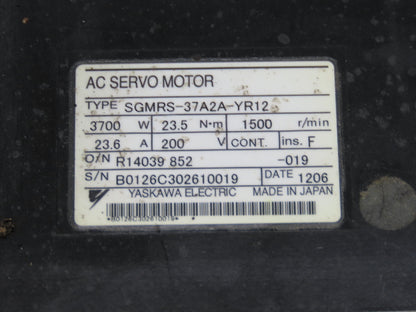 AC SERVO MOTOR
TYPE SGMRS-37A2A-YR12
3700 W 23.5 N·m 1500 r/min
23.6 A 200 V CONT. ins. F
O/N R14039 852 -019
S/N B0126C302610019 DATE 1206
YASKAWA ELECTRIC MADE IN JAPAN
*B0126C302610019*